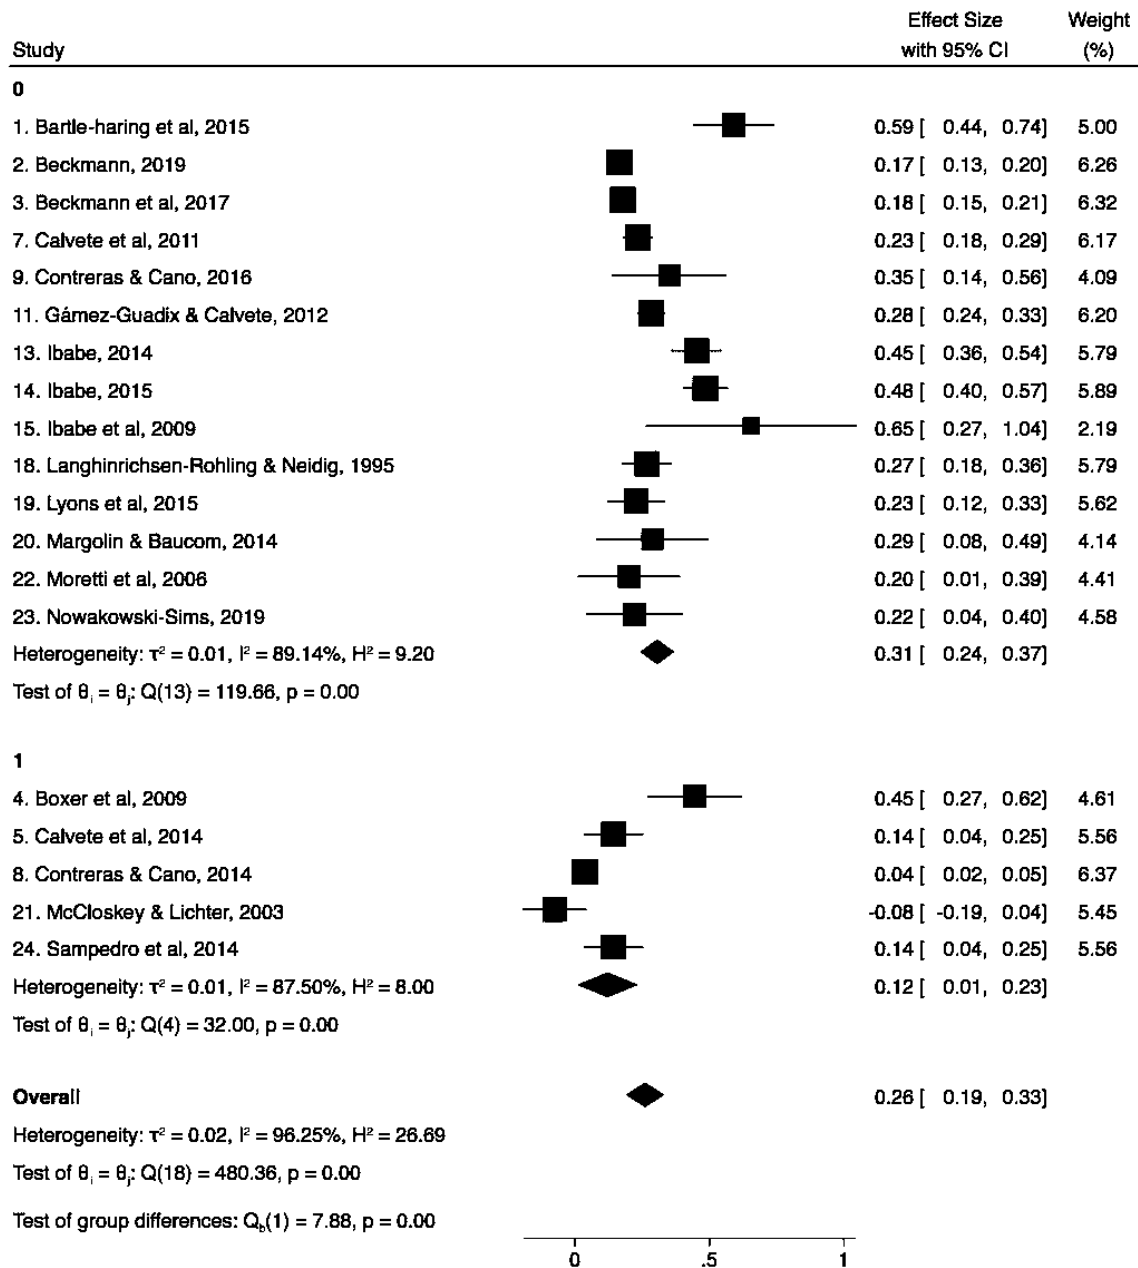 Effect Size Weight
Study with 95% CI (%)
0
1. Bartle-haring et al, 2015 0.59 [ 0.44, 0.74] 5.00
2. Beckmann, 2019 0.17 [ 0.13, 0.20] 6.26
3. Beckmann et al, 2017 0.18 [ 0.15, 0.21] 6.32
7. Calvete et al, 2011 0.23 [ 0.18, 0.29] 6.17
9. Contreras & Cano, 2016 0.35 [ 0.14, 0.56] 4.09
11. Gámez-Guadix & Calvete, 2012 0.28 [ 0.24, 0.33] 6.20
13. Ibabe, 2014 0.45 [ 0.36, 0.54] 5.79
14. Ibabe, 2015 0.48 [ 0.40, 0.57] 5.89
15. Ibabe et al, 2009 0.65 [ 0.27, 1.04] 2.19
18. Langhinrichsen-Rohling & Neidig, 1995 0.27 [ 0.18, 0.36] 5.79
19. Lyons et al, 2015 0.23 [ 0.12, 0.33] 5.62
20. Margolin & Baucom, 2014 0.29 [ 0.08, 0.49] 4.14
22. Moretti et al, 2006 0.20 [ 0.01, 0.39] 4.41
23. Nowakowski-Sims, 2019 0.22 [ 0.04, 0.40] 4.58
Heterogeneity: τ² = 0.01, I² = 89.14%, H² = 9.20 0.31 [ 0.24, 0.37]
Test of θᵢ = θⱼ: Q(13) = 119.66, p = 0.00
1
4. Boxer et al, 2009 0.45 [ 0.27, 0.62] 4.61
5. Calvete et al, 2014 0.14 [ 0.04, 0.25] 5.56
8. Contreras & Cano, 2014 0.04 [ 0.02, 0.05] 6.37
21. McCloskey & Lichter, 2003 -0.08 [ -0.19, 0.04] 5.45
24. Sampedro et al, 2014 0.14 [ 0.04, 0.25] 5.56
Heterogeneity: τ² = 0.01, I² = 87.50%, H² = 8.00 0.12 [ 0.01, 0.23]
Test of θᵢ = θⱼ: Q(4) = 32.00, p = 0.00
Overall 0.26 [ 0.19, 0.33]
Heterogeneity: τ² = 0.02, I² = 96.25%, H² = 26.69
Test of θᵢ = θⱼ: Q(18) = 480.36, p = 0.00
Test of group differences: Q_b(1) = 7.88, p = 0.00
0 .5 1